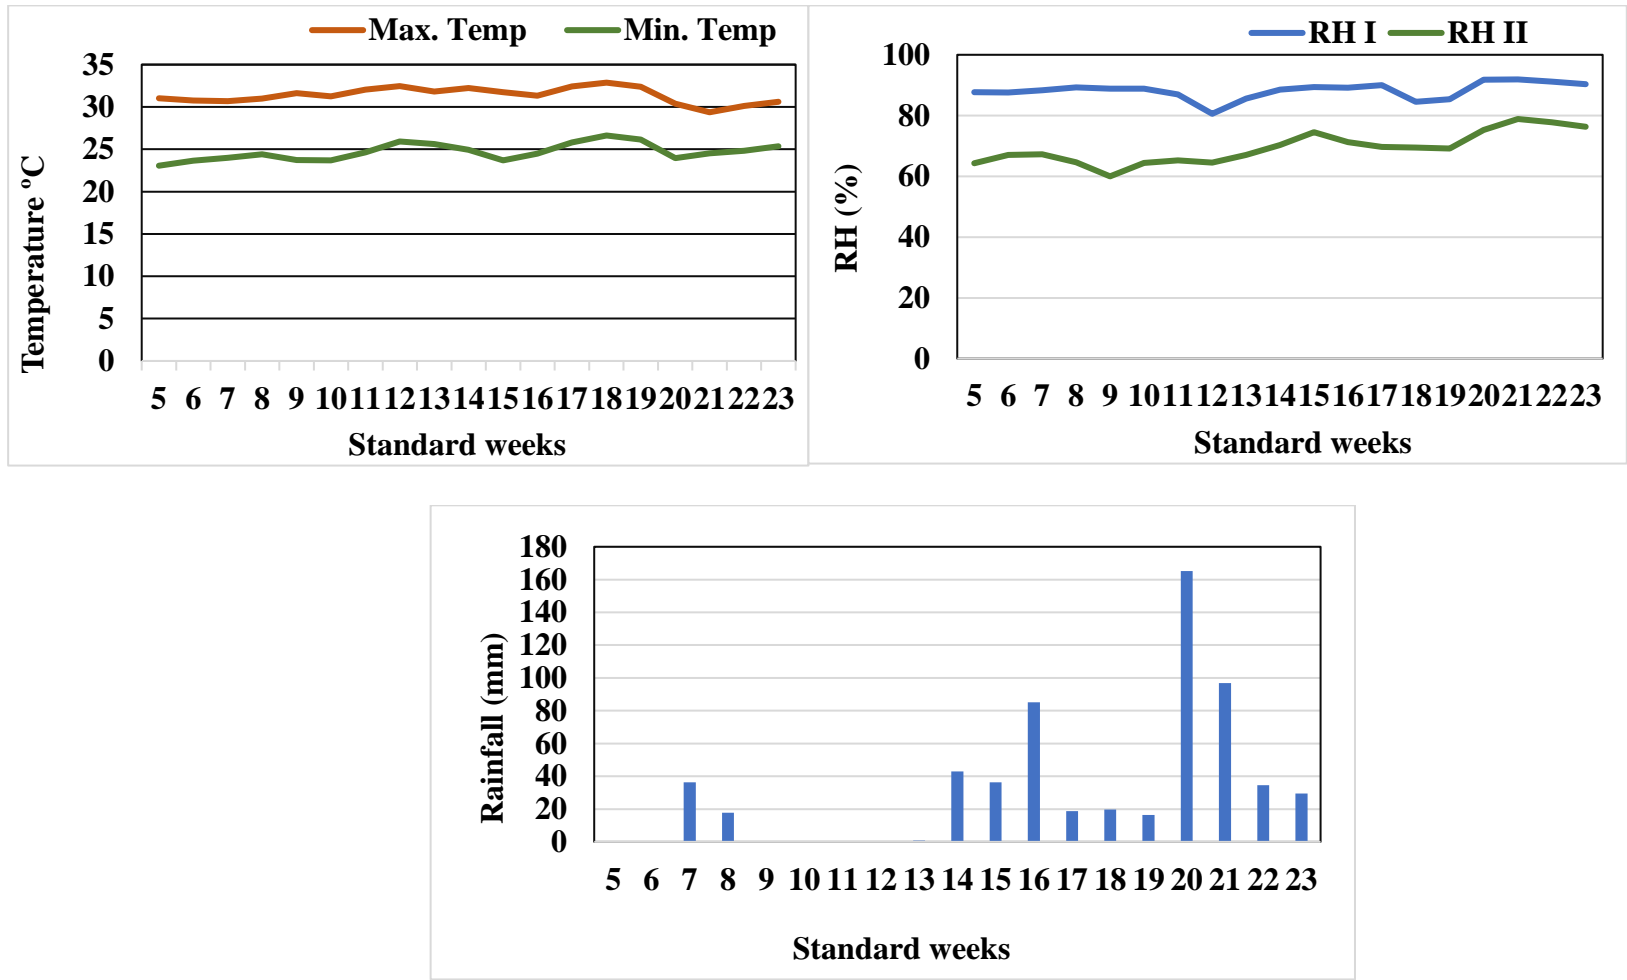 Max. Temp Min. Temp
35
30
25
20
15
10
5
0
Temperature ºC
5 6 7 8 9 10 11 12 13 14 15 16 17 18 19 20 21 22 23
Standard weeks
RH I RH II
100
80
60
40
20
0
RH (%)
5 6 7 8 9 10 11 12 13 14 15 16 17 18 19 20 21 22 23
Standard weeks
180
160
140
120
100
80
60
40
20
0
Rainfall (mm)
5 6 7 8 9 10 11 12 13 14 15 16 17 18 19 20 21 22 23
Standard weeks